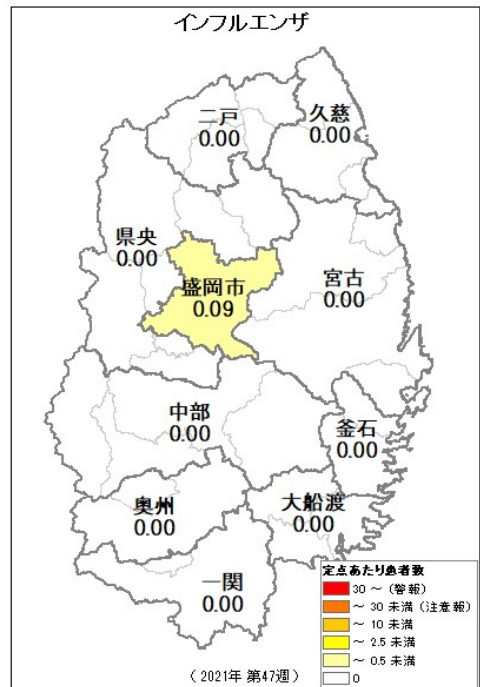 インフルエンザ
二戸
0.00
久慈
0.00
県央
0.00
盛岡市
0.09
宮古
0.00
中部
0.00
釜石
0.00
奥州
0.00
大船渡
0.00
一関
0.00
定点あたり患者数
30 ～ (警報)
～ 30 未満 (注意報)
～ 10 未満
～ 2.5 未満
～ 0.5 未満
0
(2021年 第47週)